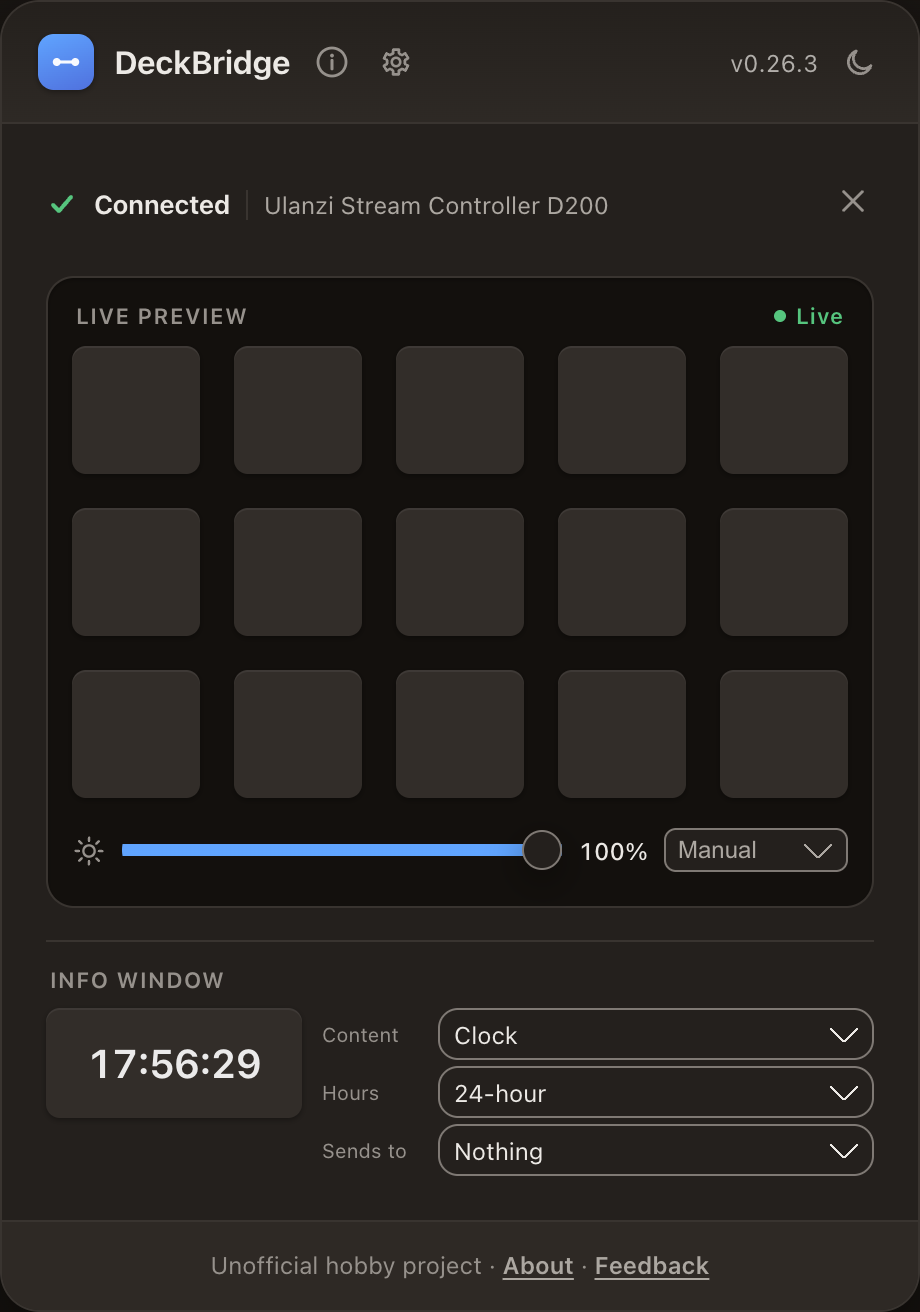 DeckBridge
v0.26.3
Connected
Ulanzi Stream Controller D200
LIVE PREVIEW
Live
100%
Manual
INFO WINDOW
17:56:29
Content
Clock
Hours
24-hour
Sends to
Nothing
Unofficial hobby project · About · Feedback